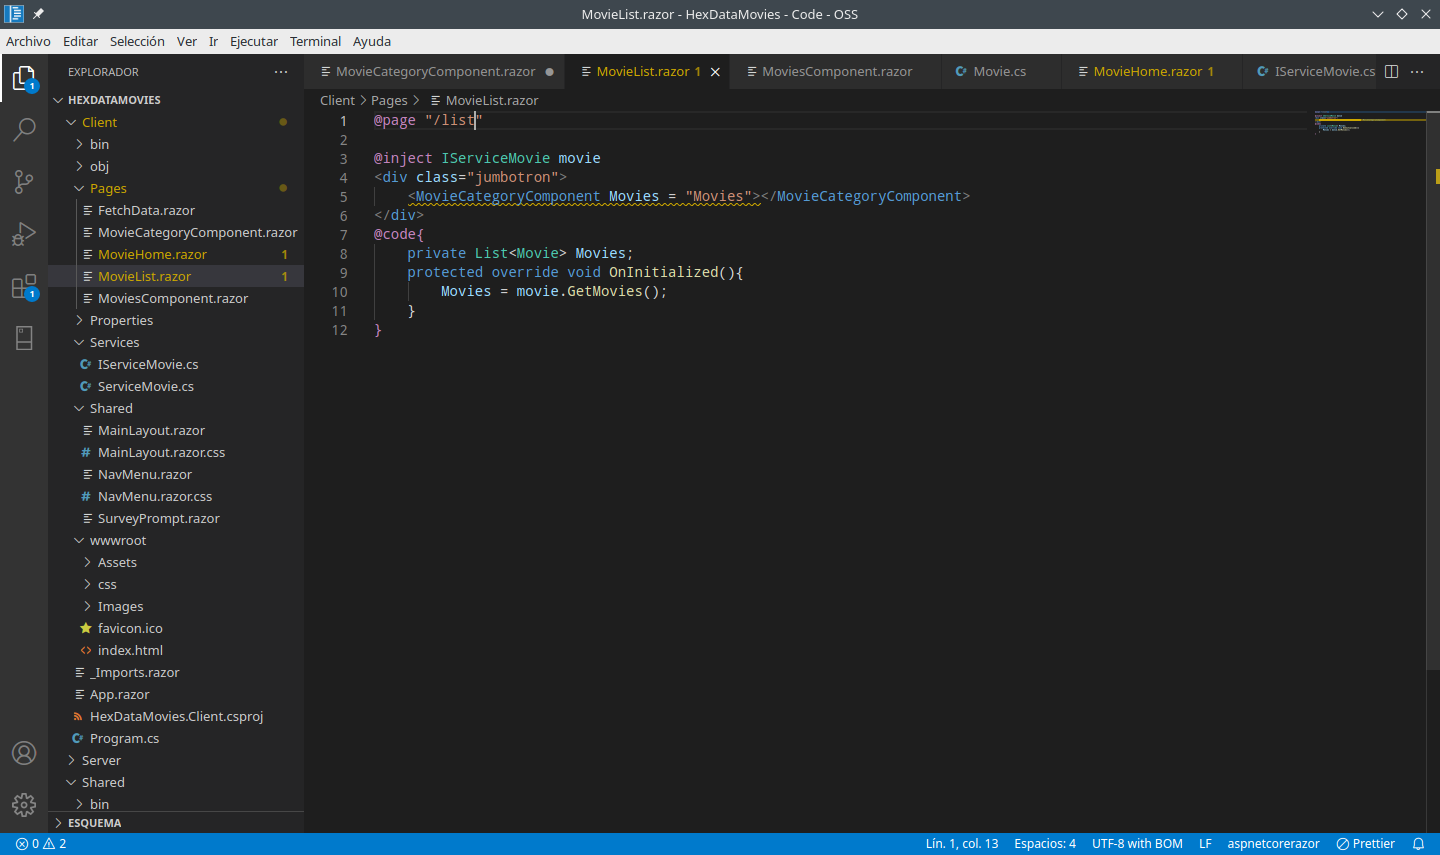 MovieList.razor - HexDataMovies - Code - OSS
Archivo Editar Selección Ver Ir Ejecutar Terminal Ayuda
EXPLORADOR
MovieCategoryComponent.razor
MovieList.razor 1
MoviesComponent.razor
Movie.cs
MovieHome.razor 1
IServiceMovie.cs
Client > Pages > MovieList.razor
1
1
HEXDATAMOVIES
Client
bin
obj
Pages
FetchData.razor
MovieCategoryComponent.razor
MovieHome.razor 1
MovieList.razor 1
MoviesComponent.razor
Properties
Services
IServiceMovie.cs
ServiceMovie.cs
Shared
MainLayout.razor
MainLayout.razor.css
NavMenu.razor
NavMenu.razor.css
SurveyPrompt.razor
wwwroot
Assets
css
Images
favicon.ico
index.html
_Imports.razor
App.razor
HexDataMovies.Client.csproj
Program.cs
Server
Shared
bin
ESQUEMA
1 @page "/list"
2
3 @inject IServiceMovie movie
4 <div class="jumbotron">
5 <MovieCategoryComponent Movies = "Movies"></MovieCategoryComponent>
6 </div>
7 @code{
8 private List<Movie> Movies;
9 protected override void OnInitialized(){
10 Movies = movie.GetMovies();
11 }
12 }
0 2
Lín. 1, col. 13 Espacios: 4 UTF-8 with BOM LF aspnetcorerazor Prettier